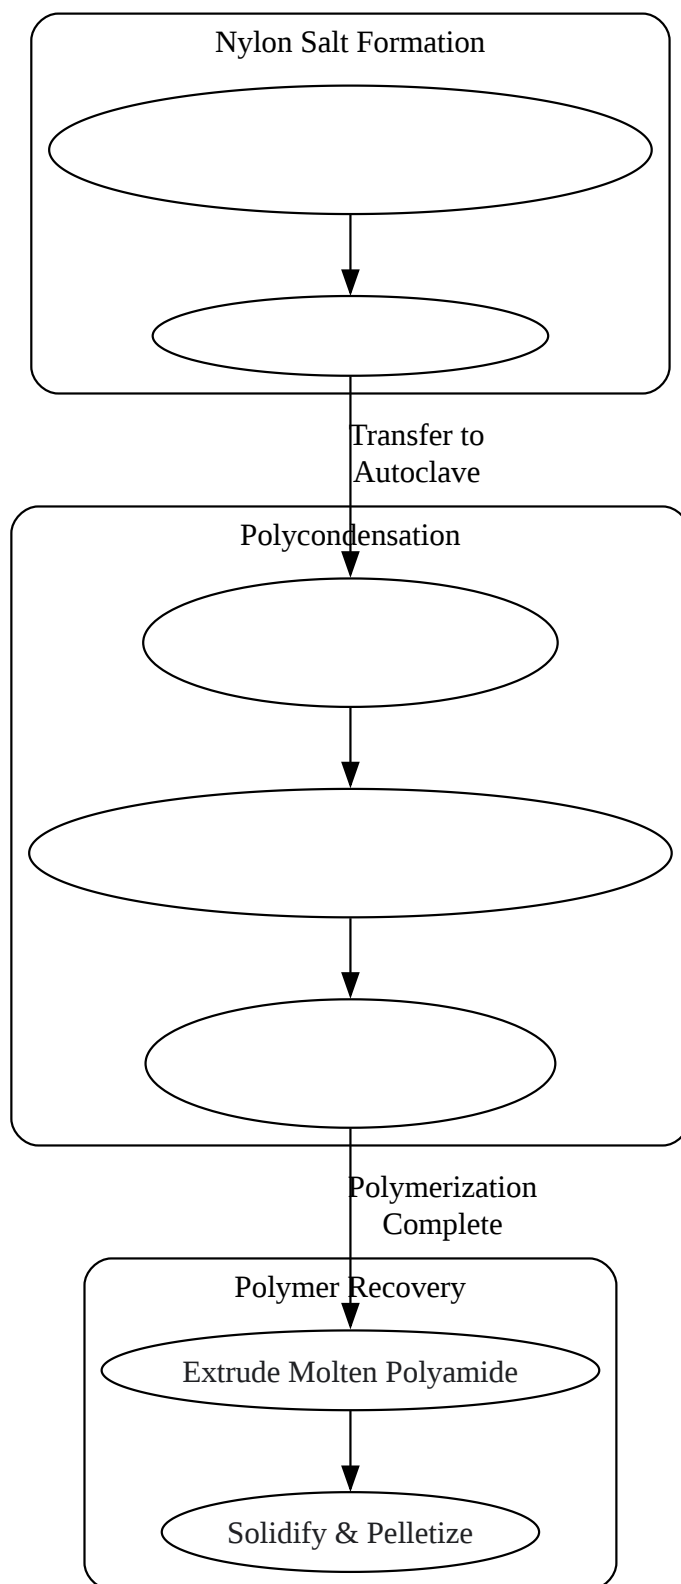 Nylon Salt Formation
Transfer to
Autoclave
Polycondensation
Polymerization
Complete
Polymer Recovery
Extrude Molten Polyamide
Solidify & Pelletize